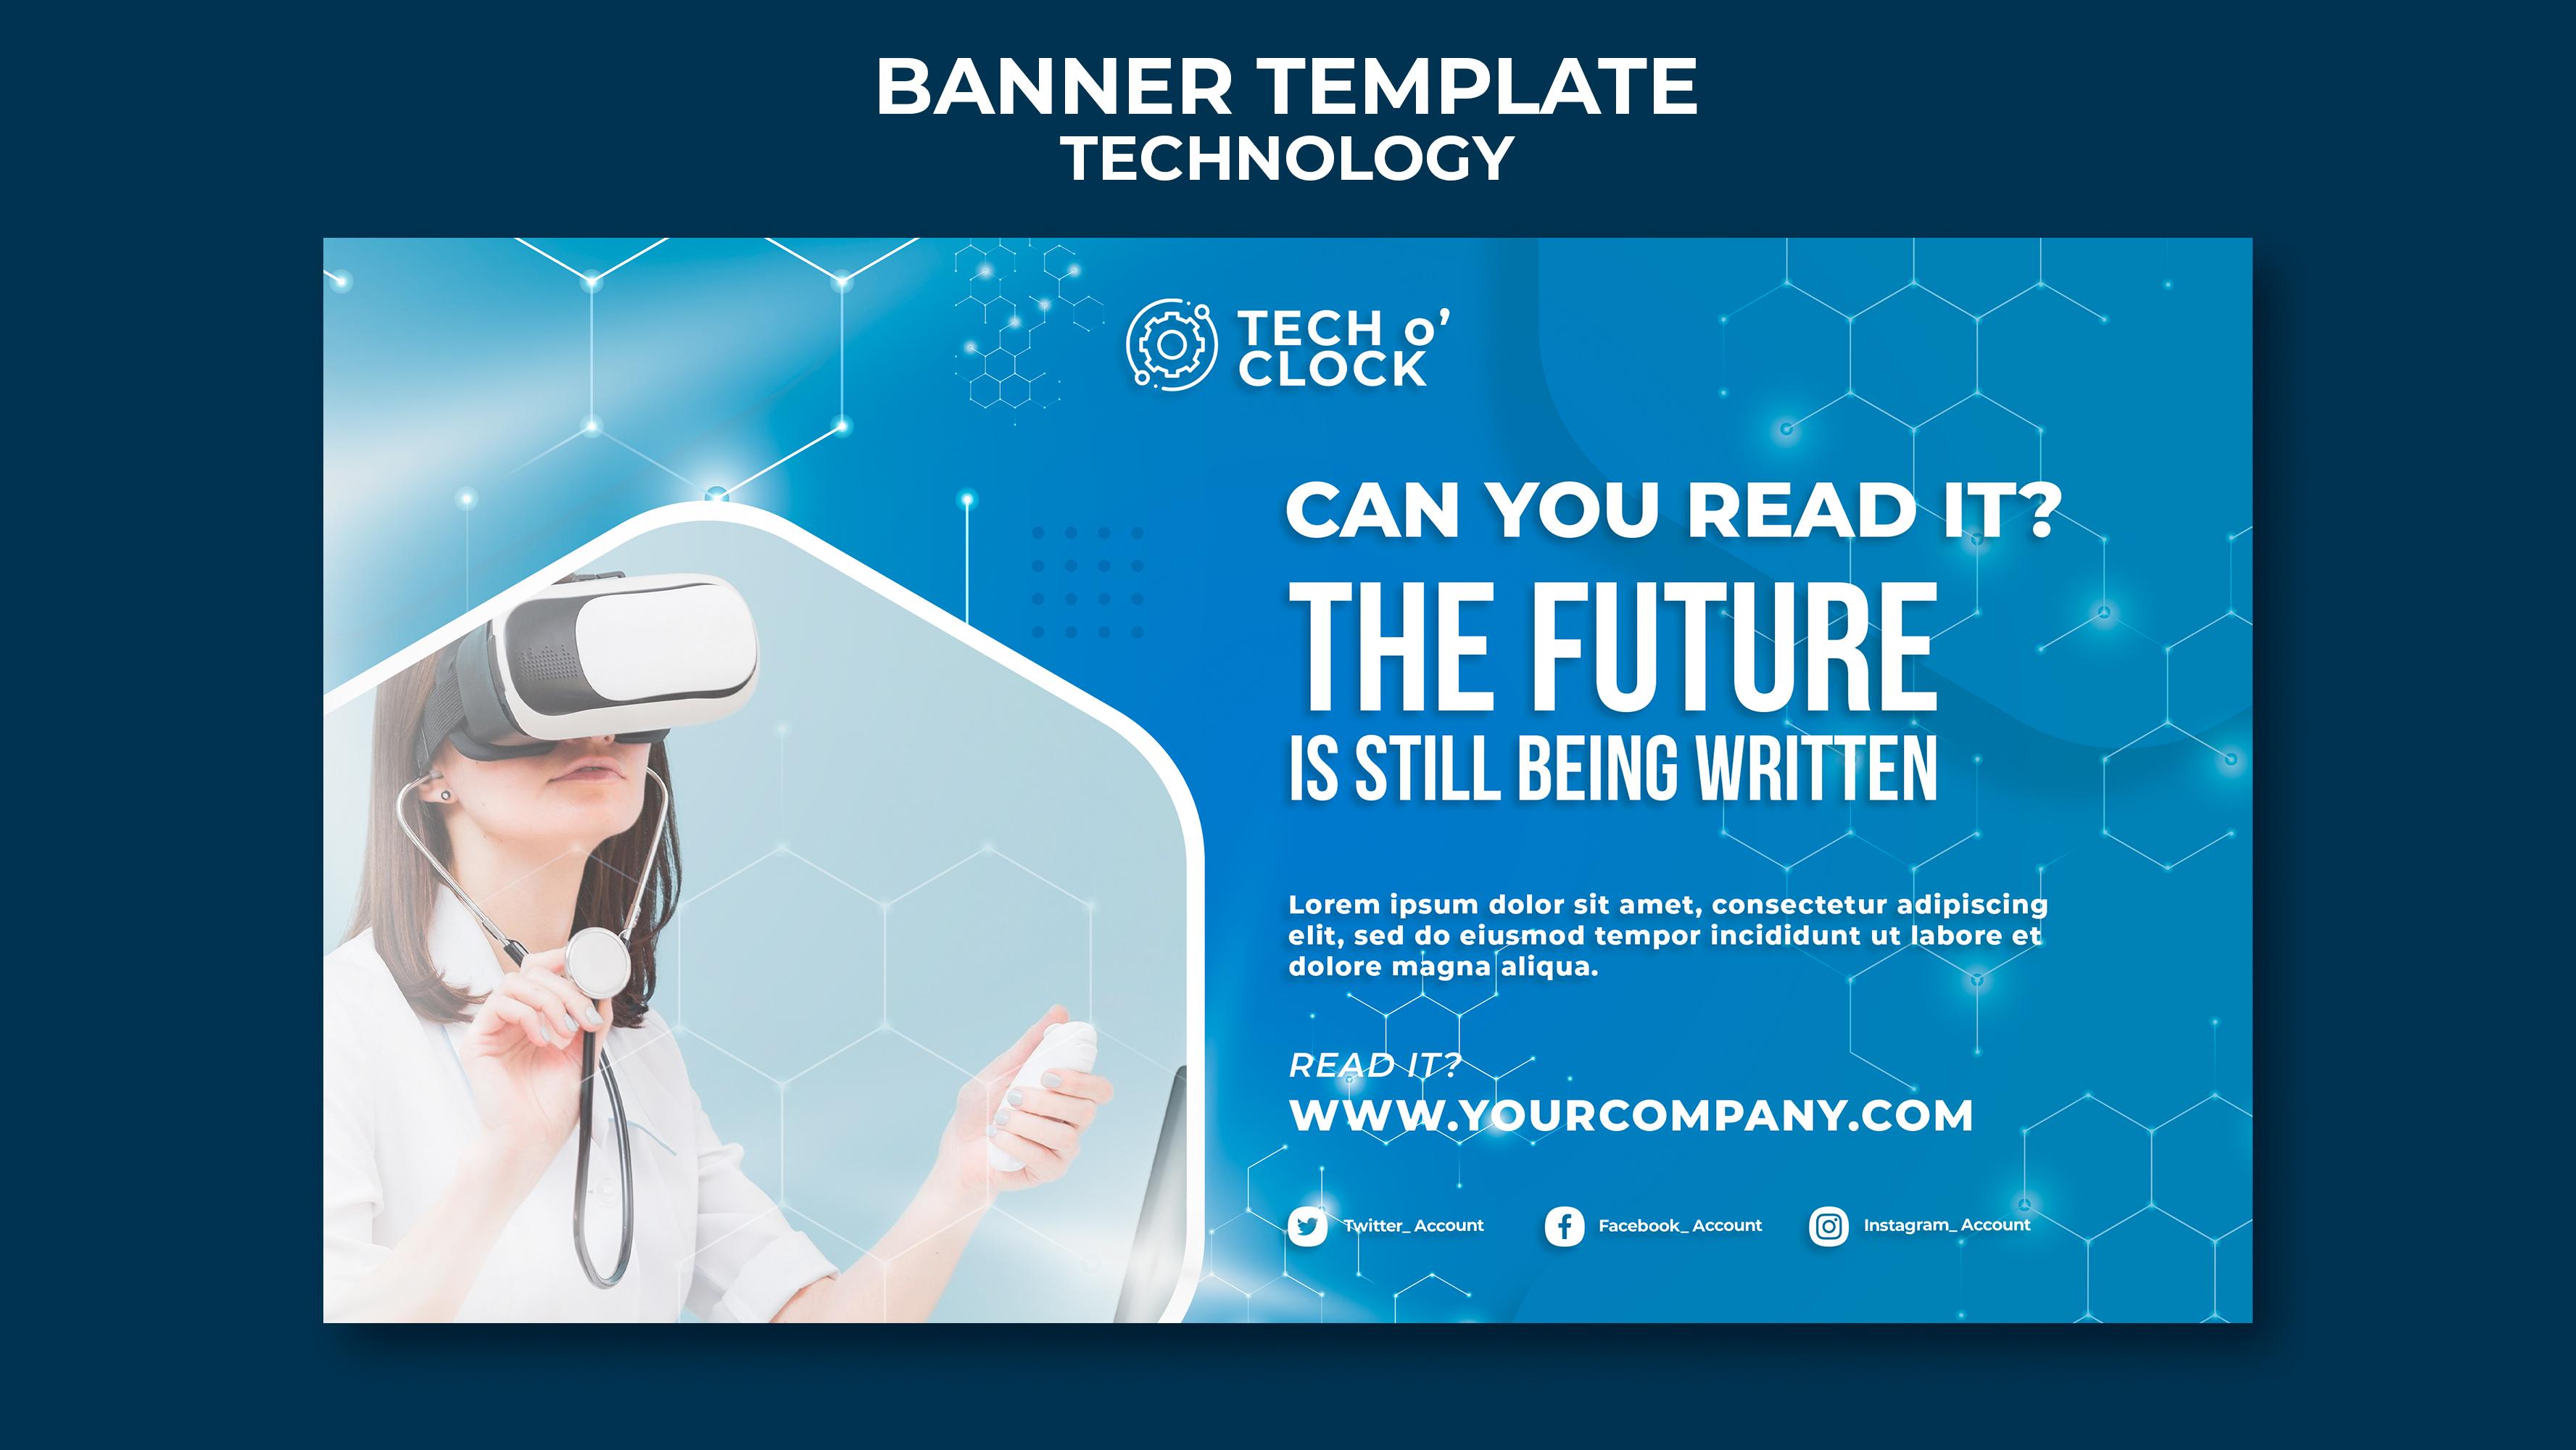 BANNER TEMPLATE
TECHNOLOGY
TECH o'
CLOCK
CAN YOU READ IT?
THE FUTURE
IS STILL BEING WRITTEN
Lorem ipsum dolor sit amet, consectetur adipiscing
elit, sed do eiusmod tempor incididunt ut labore et
dolore magna aliqua.
READ IT?
WWW.YOURCOMPANY.COM
Twitter_ Account
Facebook_ Account
Instagram_ Account